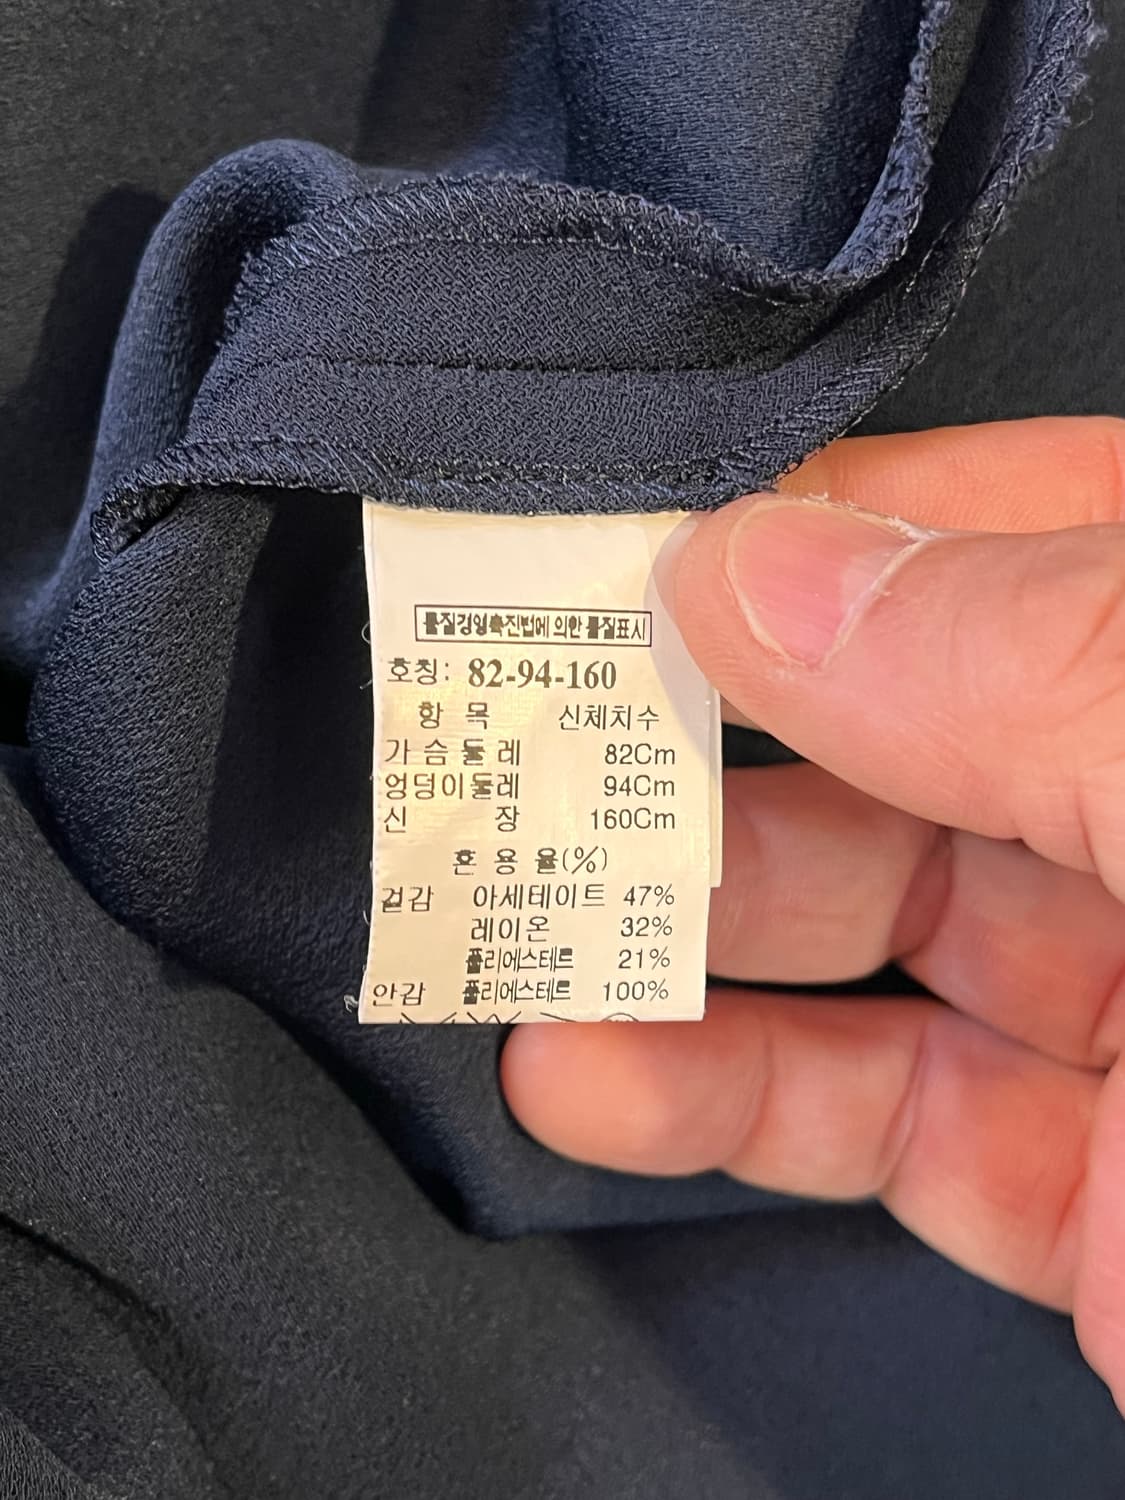 품질경영촉진법에 의한 품질표시
호칭: 82-94-160
항 목 신체치수
가슴둘레 82Cm
엉덩이둘레 94Cm
신 장 160Cm
혼 용 율(%)
겉감 아세테이트 47%
레이온 32%
폴리에스테르 21%
안감 폴리에스테르 100%